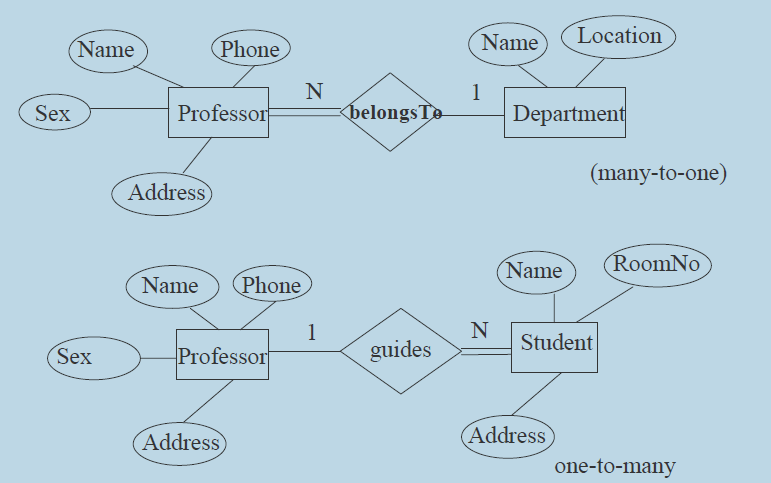 Name
Phone
Name
Location
N
1
Sex
Professor
belongsTo
Department
(many-to-one)
Address
Name
Phone
Name
RoomNo
1
N
Sex
Professor
guides
Student
Address
Address
one-to-many